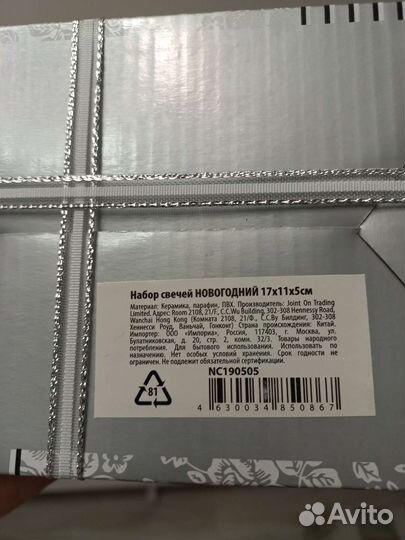 Набор свечей НОВОГОДНИЙ 17х11х5см
Материал: Керамика, парафин, ПВХ. Производитель: Joint On Trading
Limited. Адрес: Room 2108, 21/F., C.C.Wu Building, 302-308 Hennessy Road,
Wanchai Hong Kong (Комната 2108, 21/Ф., С.С.Ву Билдинг, 302-308
Хеннесси Роуд, Ваньчай, Гонконг) Страна происхождения: Китай.
Импортер: ООО «Импория», Россия, 117403, г. Москва, ул.
Булатниковская, д. 20, стр. 2, комн. 32/3. Товары народного
потребления. Для бытового использования. Использовать по
назначению. Нет особых условий хранения. Срок годности не
ограничен. Не подлежит обязательной сертификации.
NC190505
81
4 630034 850867
Avito